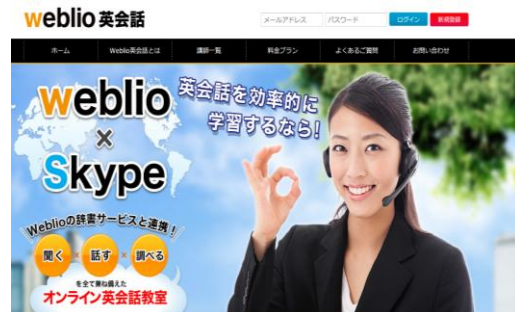 weblio 英会話
メールアドレス パスワード ログイン 新規登録
ホーム Weblio英会話とは 講師一覧 料金プラン よくあるご質問 お問い合わせ
weblio
×
Skype
英会話を効率的に
学習するなら!
Weblioの辞書サービスと連携!
聞く × 話す × 調べる
を全て兼ね備えた
オンライン英会話教室